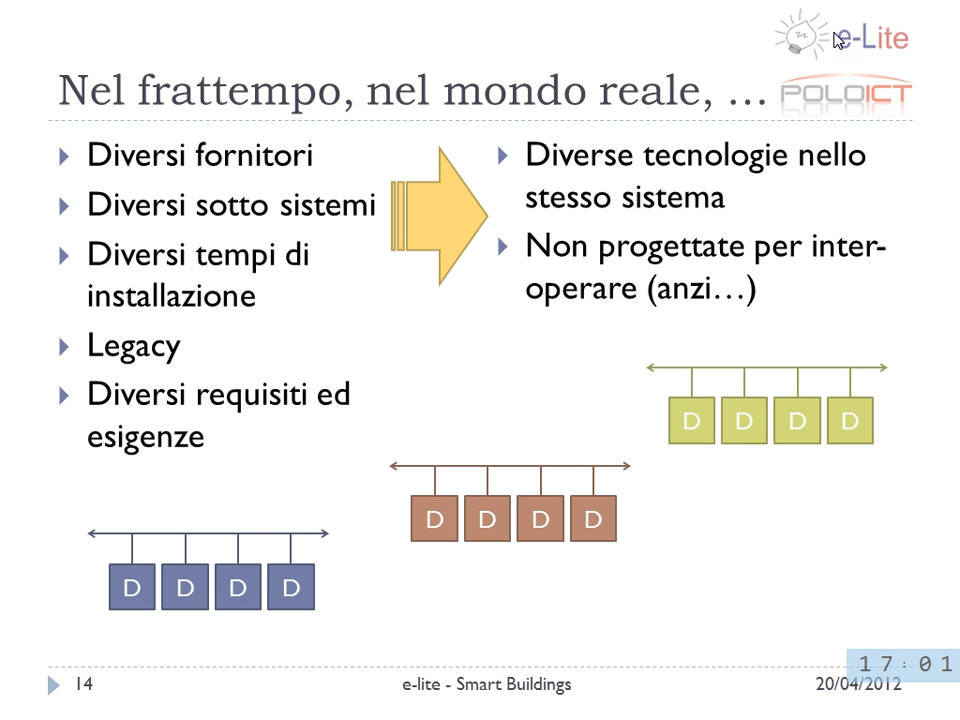 e-Lite
Nel frattempo, nel mondo reale, …
POLOICT
Diversi fornitori
Diversi sotto sistemi
Diversi tempi di
installazione
Legacy
Diversi requisiti ed
esigenze
Diverse tecnologie nello
stesso sistema
Non progettate per inter-
operare (anzi…)
D D D D
D D D D
D D D D
17:01
14 e-lite - Smart Buildings 20/04/2012